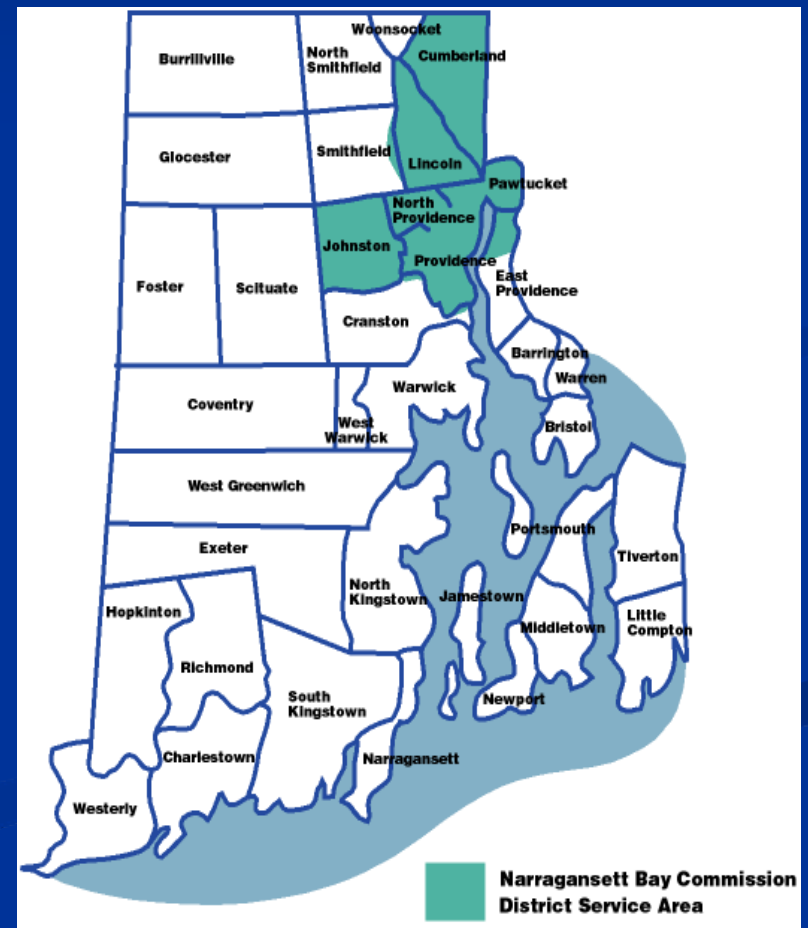 Woonsocket
Burrillville
North
Smithfield
Cumberland
Glocester
Smithfield
Lincoln
Pawtucket
North
Providence
Johnston
Providence
Foster
Scituate
East
Providence
Cranston
Barrington
Warren
Warwick
Coventry
West
Warwick
Bristol
West Greenwich
Portsmouth
Exeter
Tiverton
North
Kingstown
Jamestown
Hopkinton
Middletown
Little
Compton
Richmond
South
Kingstown
Newport
Charlestown
Narragansett
Westerly
Narragansett Bay Commission
District Service Area